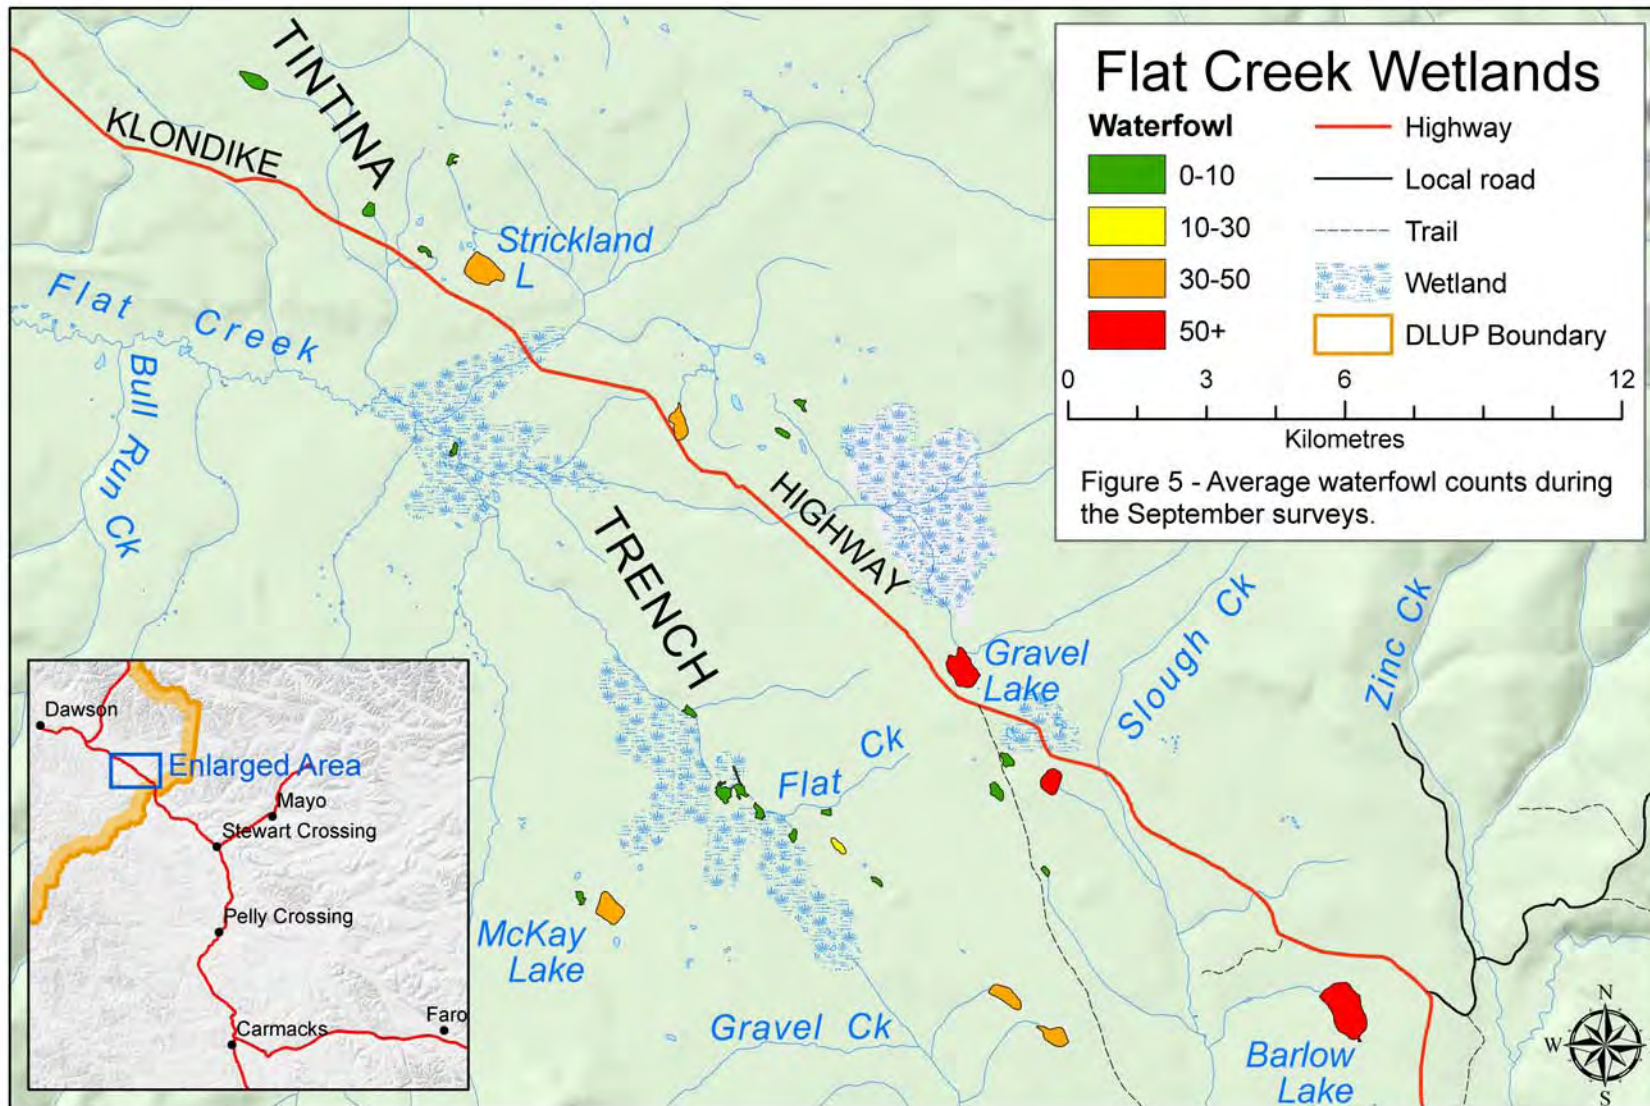 TINTINA
KLONDIKE
Strickland
L
Flat Creek
Bull Run Ck
HIGHWAY
TRENCH
Gravel
Lake
Slough Ck
Zinc Ck
Flat Ck
McKay
Lake
Gravel Ck
Barlow
Lake
Flat Creek Wetlands
Waterfowl
0-10
10-30
30-50
50+
Highway
Local road
Trail
Wetland
DLUP Boundary
0 3 6 12
Kilometres
Figure 5 - Average waterfowl counts during
the September surveys.
Dawson
Enlarged Area
Mayo
Stewart Crossing
Pelly Crossing
Faro
Carmacks
N
W E
S